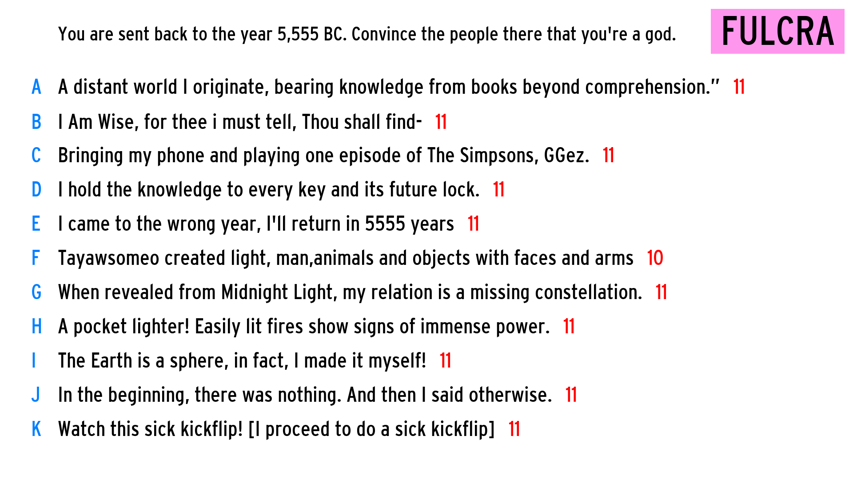 You are sent back to the year 5,555 BC. Convince the people there that you're a god.
FULCRA
A A distant world I originate, bearing knowledge from books beyond comprehension.” 11
B I Am Wise, for thee i must tell, Thou shall find- 11
C Bringing my phone and playing one episode of The Simpsons, GGez. 11
D I hold the knowledge to every key and its future lock. 11
E I came to the wrong year, I'll return in 5555 years 11
F Tayawsomeo created light, man,animals and objects with faces and arms 10
G When revealed from Midnight Light, my relation is a missing constellation. 11
H A pocket lighter! Easily lit fires show signs of immense power. 11
I The Earth is a sphere, in fact, I made it myself! 11
J In the beginning, there was nothing. And then I said otherwise. 11
K Watch this sick kickflip! [I proceed to do a sick kickflip] 11